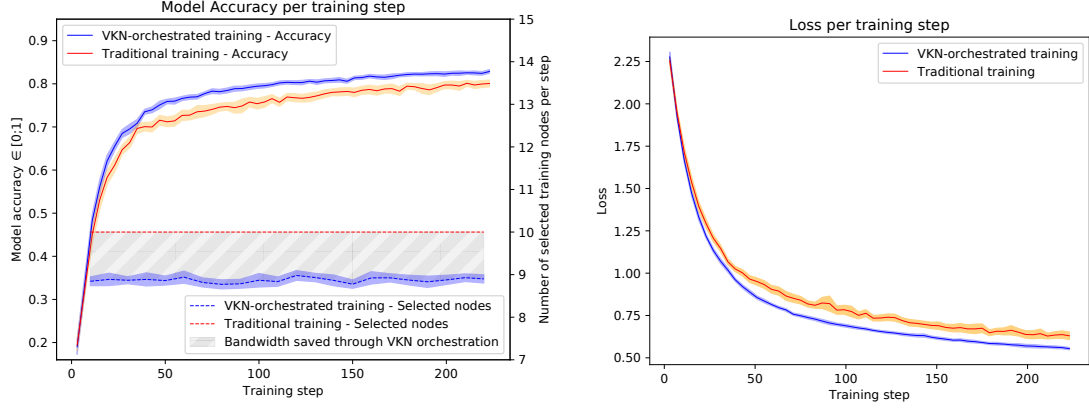 Model Accuracy per training step
VKN-orchestrated training - Accuracy
Traditional training - Accuracy
0.9
0.8
0.7
0.6
0.5
0.4
0.3
0.2
Model accuracy ∈ [0:1]
15
14
13
12
11
10
9
8
7
Number of selected training nodes per step
VKN-orchestrated training - Selected nodes
Traditional training - Selected nodes
Bandwidth saved through VKN orchestration
0
50
100
150
200
Training step
Loss per training step
VKN-orchestrated training
Traditional training
2.25
2.00
1.75
1.50
1.25
1.00
0.75
0.50
Loss
0
50
100
150
200
Training step